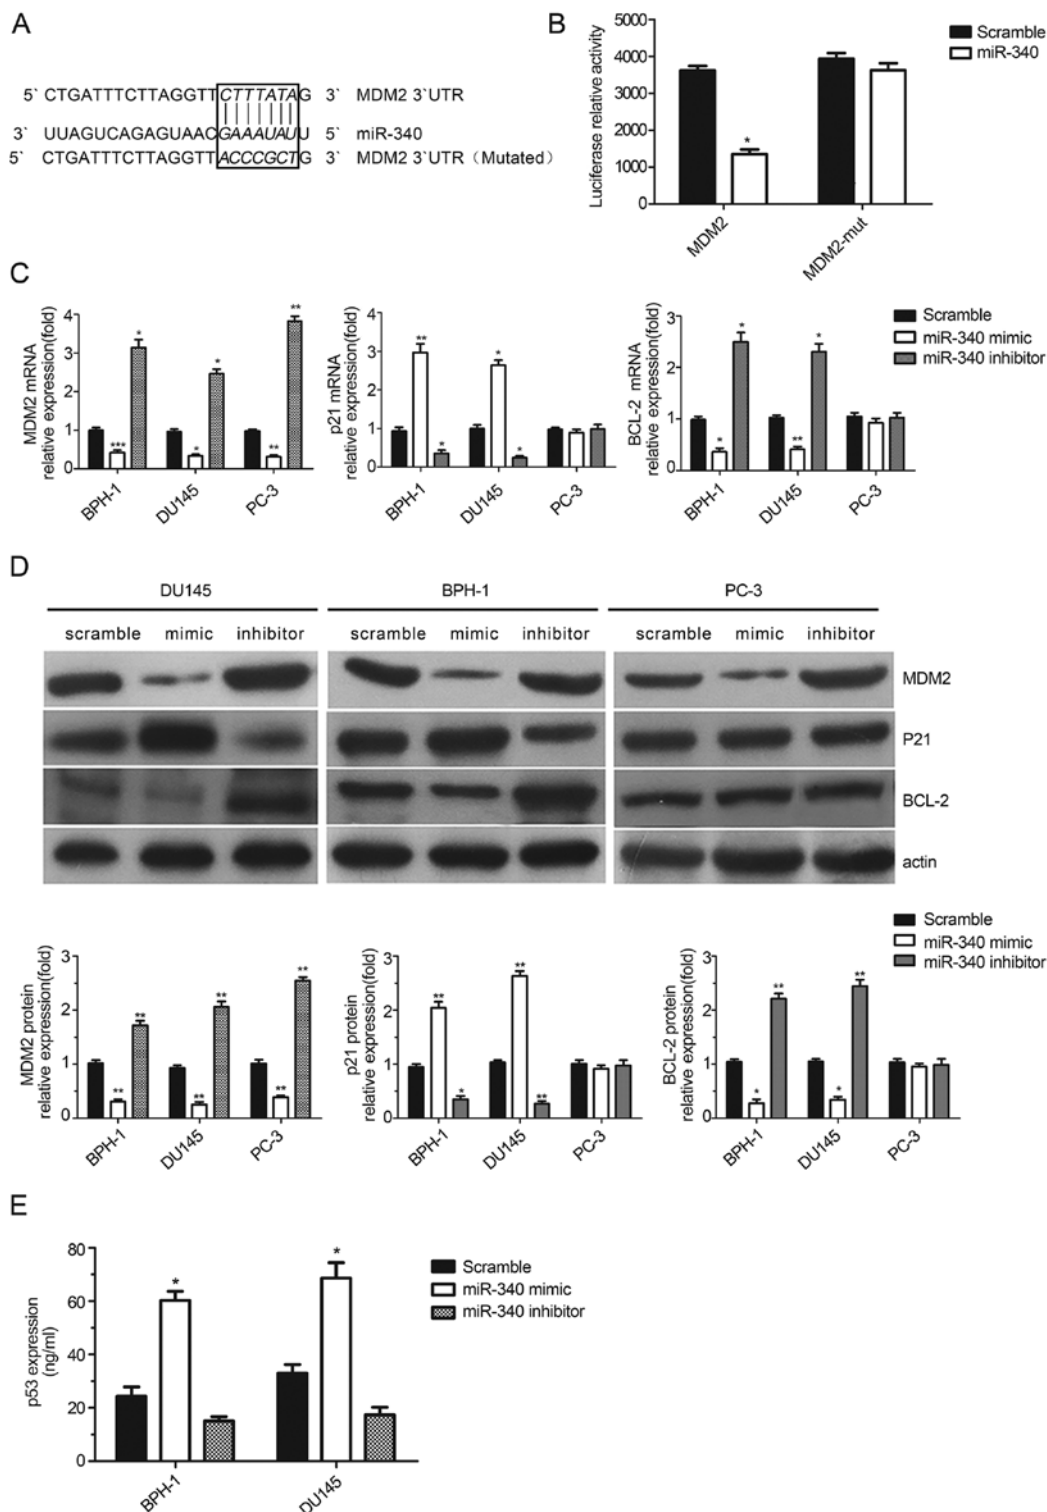 A
5` CTGATTTCTTAGGTTCTTTATAG 3` MDM2 3`UTR
3` UUAGUCAGAGUAACGAAAUAUU 5` miR-340
5` CTGATTTCTTAGGTTACCCGCTG 3` MDM2 3`UTR（Mutated）
B
Luciferase relative activity
5000
4000
3000
2000
1000
0
*
MDM2
MDM2-mut
Scramble
miR-340
C
MDM2 mRNA
relative expression(fold)
4
3
2
1
0
*** * * * ** **
BPH-1
DU145
PC-3
p21 mRNA
relative expression(fold)
4
3
2
1
0
** * * *
BPH-1
DU145
PC-3
BCL-2 mRNA
relative expression(fold)
3
2
1
0
* * ** *
BPH-1
DU145
PC-3
Scramble
miR-340 mimic
miR-340 inhibitor
D
DU145 BPH-1 PC-3
scramble mimic inhibitor scramble mimic inhibitor scramble mimic inhibitor
MDM2
P21
BCL-2
actin
MDM2 protein
relative expression(fold)
3
2
1
0
** ** ** ** ** **
BPH-1
DU145
PC-3
p21 protein
relative expression(fold)
3
2
1
0
** * ** **
BPH-1
DU145
PC-3
BCL-2 protein
relative expression(fold)
3
2
1
0
* ** * **
BPH-1
DU145
PC-3
Scramble
miR-340 mimic
miR-340 inhibitor
E
p53 expression
(ng/ml)
80
60
40
20
0
* *
BPH-1
DU145
Scramble
miR-340 mimic
miR-340 inhibitor